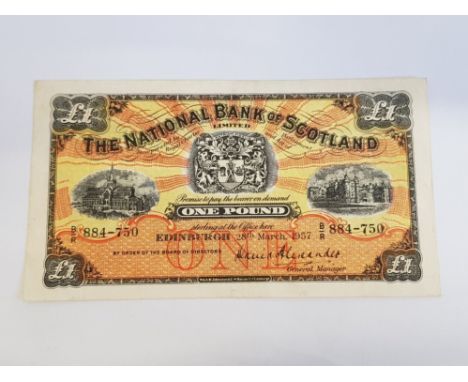 £1 £1
THE NATIONAL BANK OF SCOTLAND
LIMITED
Promise to pay the bearer on demand
ONE POUND
sterling at the Office here
B/R 884-750 B/R 884-750
EDINBURGH 28th March, 1957
BY ORDER OF THE BOARD OF DIRECTORS
ONE
General Manager
£1 £1